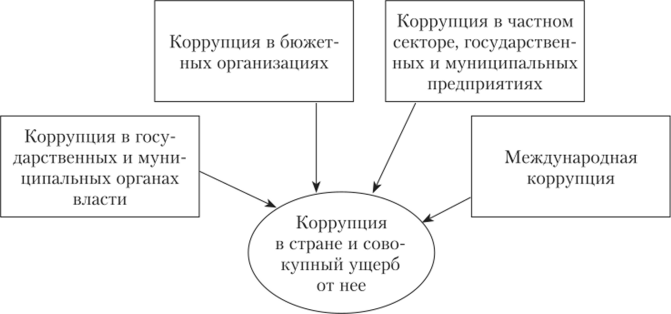 Коррупция в бюжет-
ных организациях
Коррупция в частном
секторе, государствен-
ных и муниципальных
предприятиях
Коррупция в госу-
дарственных и муни-
ципальных органах
власти
Международная
коррупция
Коррупция
в стране и сово-
купный ущерб
от нее